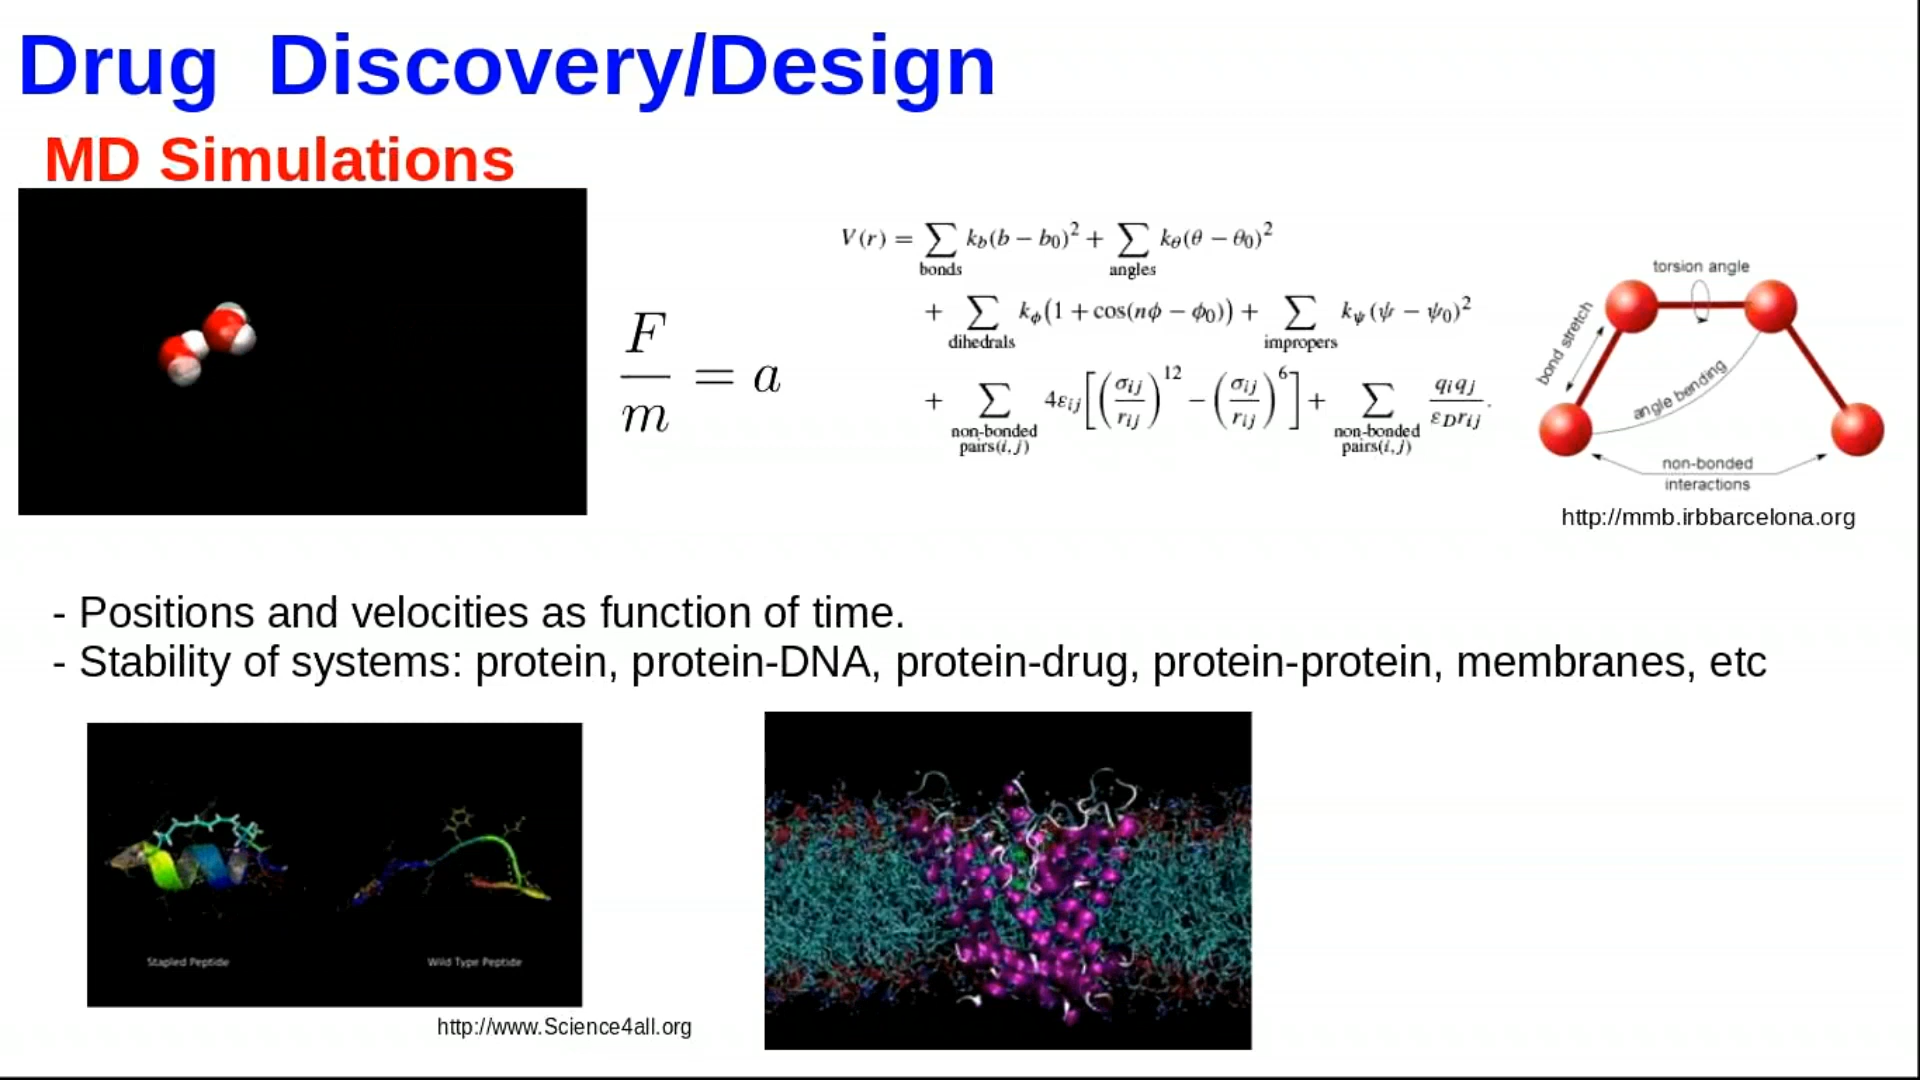 Drug Discovery/Design
MD Simulations
F/m = a
V(r) = ∑ k_b(b − b_0)^2 + ∑ k_θ(θ − θ_0)^2
bonds angles
+ ∑ k_ϕ(1 + cos(nϕ − ϕ_0)) + ∑ k_ψ(ψ − ψ_0)^2
dihedrals impropers
+ ∑ 4ε_ij[(σ_ij/r_ij)^12 − (σ_ij/r_ij)^6] + ∑ q_i q_j/ε_D r_ij.
non-bonded non-bonded
pairs(i,j) pairs(i,j)
torsion angle
bond stretch
angle bending
non-bonded
interactions
http://mmb.irbbarcelona.org
- Positions and velocities as function of time.
- Stability of systems: protein, protein-DNA, protein-drug, protein-protein, membranes, etc
Stapled Peptide
Wild Type Peptide
http://www.Science4all.org